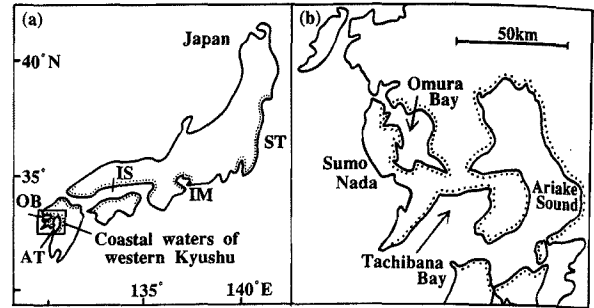 (a)
Japan
40°N
ST
35°
IS
IM
OB
Coastal waters of
western Kyushu
AT
135°
140°E
(b)
50km
Omura
Bay
Sumo
Nada
Ariake
Sound
Tachibana
Bay